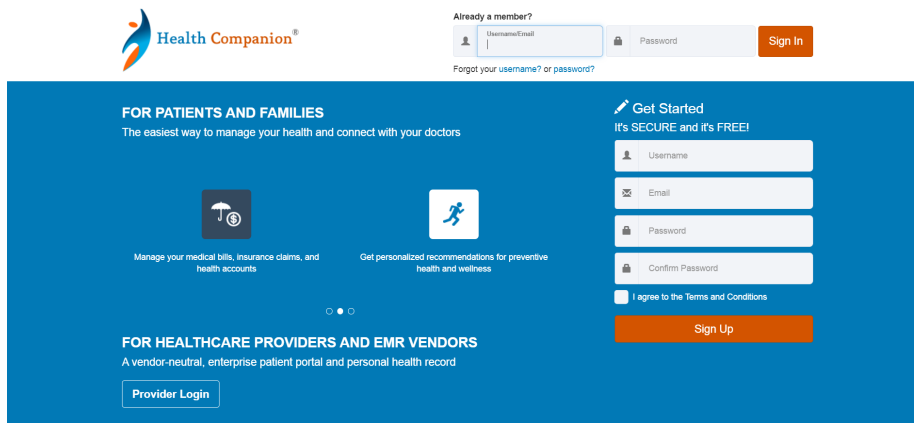 Already a member?
Health Companion®
Username/Email
Password
Sign In
Forgot your username? or password?
FOR PATIENTS AND FAMILIES
The easiest way to manage your health and connect with your doctors
Manage your medical bills, insurance claims, and
health accounts
Get personalized recommendations for preventive
health and wellness
FOR HEALTHCARE PROVIDERS AND EMR VENDORS
A vendor-neutral, enterprise patient portal and personal health record
Provider Login
Get Started
It's SECURE and it's FREE!
Username
Email
Password
Confirm Password
I agree to the Terms and Conditions
Sign Up